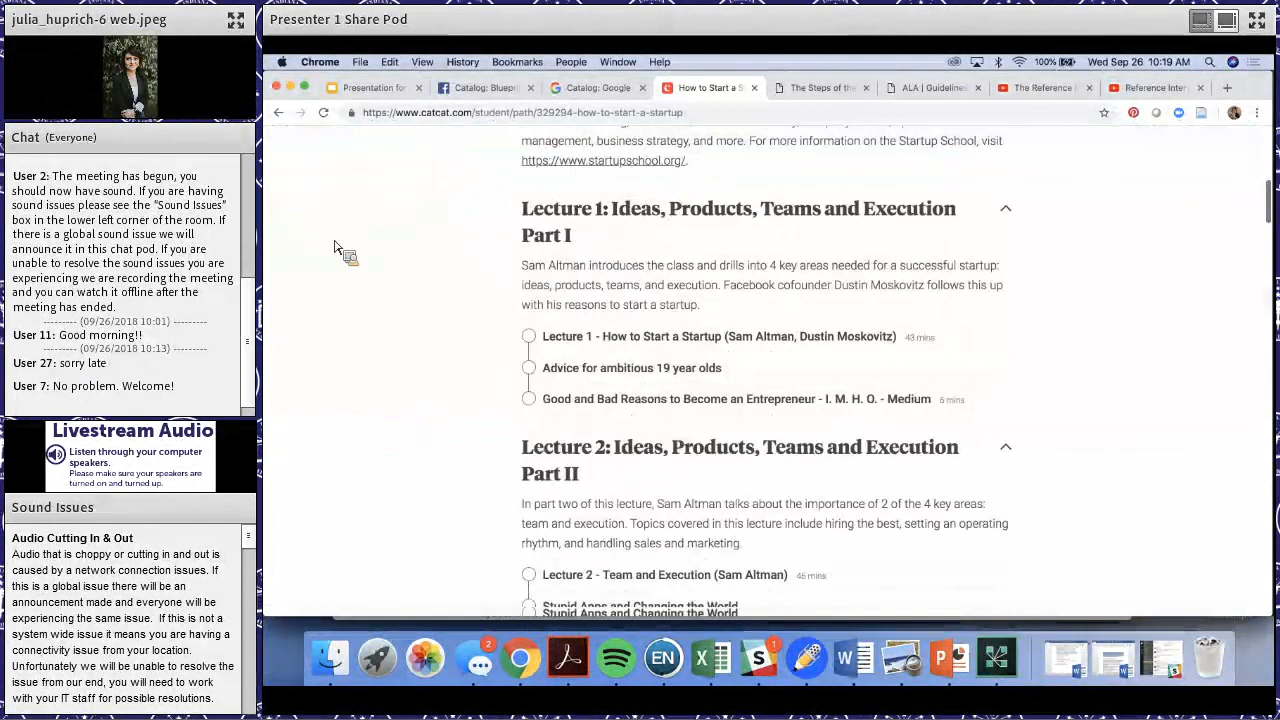 julia_huprich-6 web.jpeg
Chat (Everyone)
User 2: The meeting has begun, you
should now have sound. If you are having
sound issues please see the "Sound Issues"
box in the lower left corner of the room. If
there is a global sound issue we will
announce it in this chat pod. If you are
unable to resolve the sound issues you are
experiencing we are recording the meeting
and you can watch it offline after the
meeting has ended.
--------- (09/26/2018 10:01) ---------
User 11: Good morning!!
--------- (09/26/2018 10:13) ---------
User 27: sorry late
User 7: No problem. Welcome!
Livestream Audio
Listen through your computer
speakers.
Please make sure your speakers are
turned on and turned up.
Sound Issues
Audio Cutting In & Out
Audio that is choppy or cutting in and out is
caused by a network connection issues. If
this is a global issue there will be an
announcement made and everyone will be
experiencing the same issue. If this is not a
system wide issue it means you are having a
connectivity issue from your location.
Unfortunately we will be unable to resolve the
issue from our end, you will need to work
with your IT staff for possible resolutions.
Presenter 1 Share Pod
Chrome File Edit View History Bookmarks People Window Help 100% Wed Sep 26 10:19 AM
Presentation for Catalog: Bluepri Catalog: Google How to Start a S The Steps of the ALA | Guidelines The Reference Reference Inter
https://www.catcat.com/student/path/329294-how-to-start-a-startup
management, business strategy, and more. For more information on the Startup School, visit
https://www.startupschool.org/.
Lecture 1: Ideas, Products, Teams and Execution
Part I
Sam Altman introduces the class and drills into 4 key areas needed for a successful startup:
ideas, products, teams, and execution. Facebook cofounder Dustin Moskovitz follows this up
with his reasons to start a startup.
Lecture 1 - How to Start a Startup (Sam Altman, Dustin Moskovitz) 43 mins
Advice for ambitious 19 year olds
Good and Bad Reasons to Become an Entrepreneur - I. M. H. O. - Medium 6 mins
Lecture 2: Ideas, Products, Teams and Execution
Part II
In part two of this lecture, Sam Altman talks about the importance of 2 of the 4 key areas:
team and execution. Topics covered in this lecture include hiring the best, setting an operating
rhythm, and handling sales and marketing.
Lecture 2 - Team and Execution (Sam Altman) 46 mins
Stupid Apps and Changing the World
Stupid Apps and Changing the World
2 EN 1